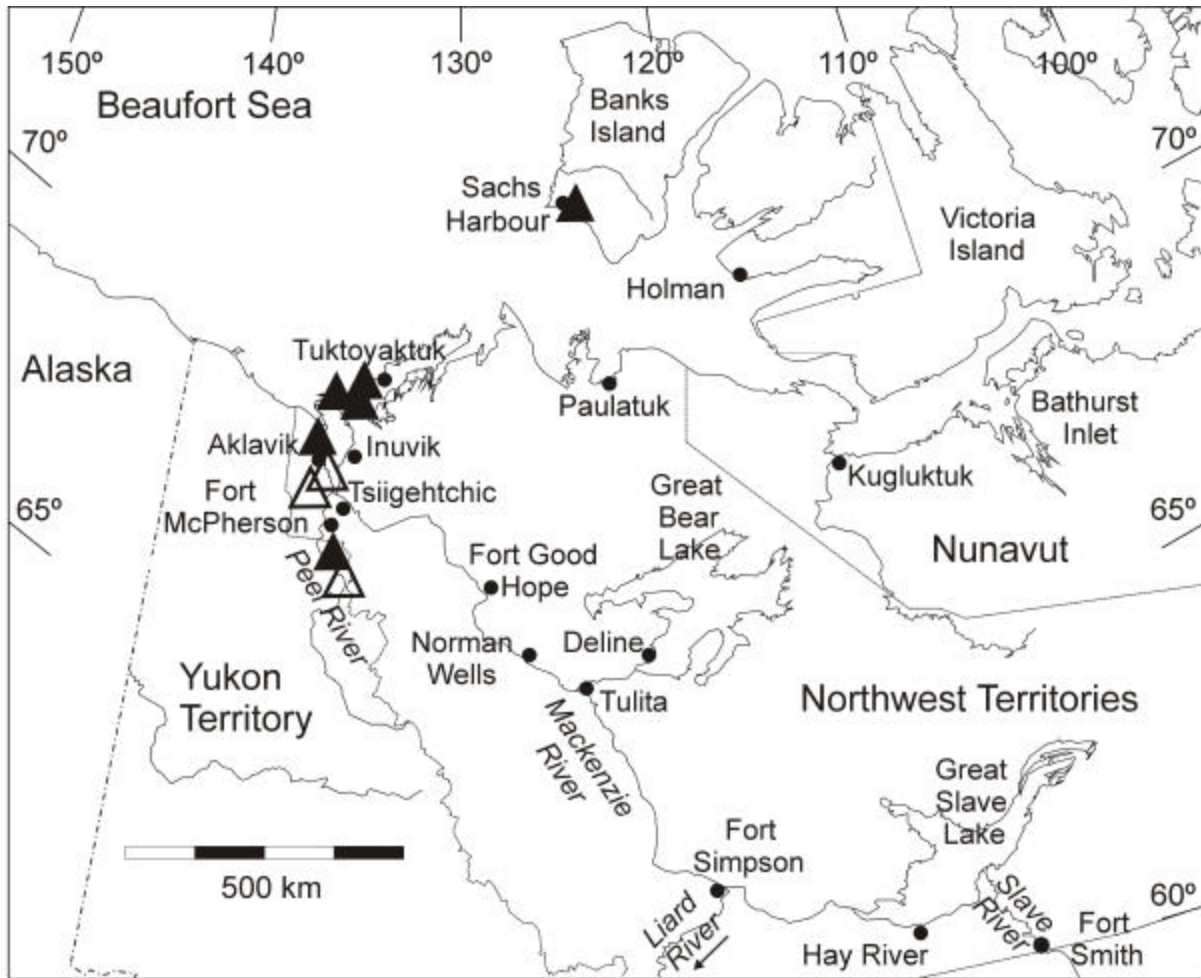 150º
140º
130º
120º
110º
100º
Beaufort Sea
Banks
Island
70º
70º
Sachs
Harbour
Victoria
Island
Holman
Alaska
Tuktoyaktuk
Paulatuk
Bathurst
Inlet
Aklavik
Inuvik
Kugluktuk
Fort
McPherson
Tsiigehtchic
Great
Bear
Lake
65º
65º
Nunavut
Fort Good
Hope
Peel River
Norman
Wells
Deline
Tulita
Yukon
Territory
Mackenzie
River
Northwest Territories
Great
Slave
Lake
Fort
Simpson
500 km
60º
Liard
River
Hay River
Slave
River
Fort
Smith